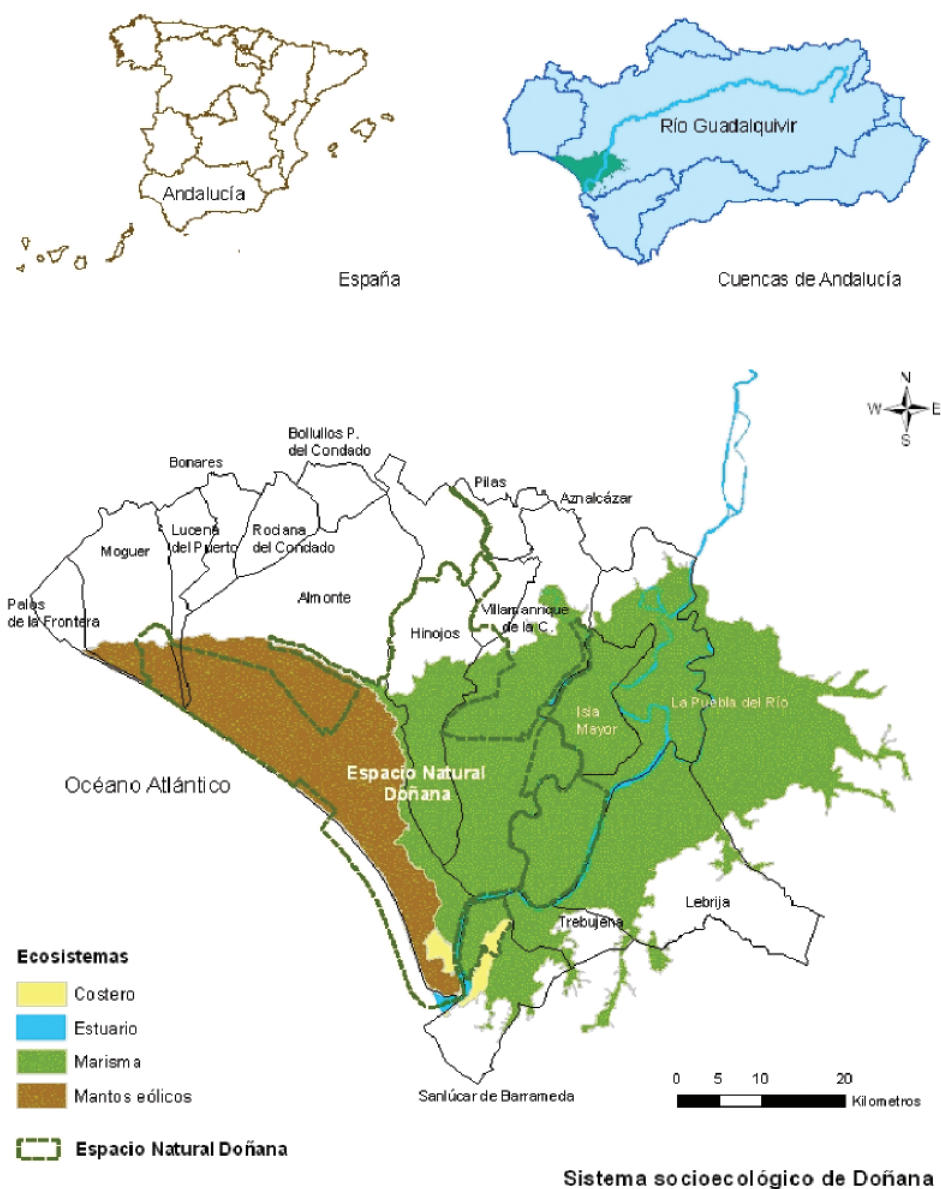 Andalucía
España
Río Guadalquivir
Cuencas de Andalucía
N
W E
S
Bollullos P.
del Condado
Bonares
Pilas
Aznalcázar
Lucena
del Puerto
Rociana
del Condado
Moguer
Almonte
Palos
de la Frontera
Hinojos
Villamanrique
de la C.
Isla
Mayor
La Puebla del Río
Océano Atlántico
Espacio Natural
Doñana
Lebrija
Trebujena
Sanlúcar de Barrameda
Ecosistemas
Costero
Estuario
Marisma
Mantos eólicos
Espacio Natural Doñana
0 5 10 20
Kilometros
Sistema socioecológico de Doñana